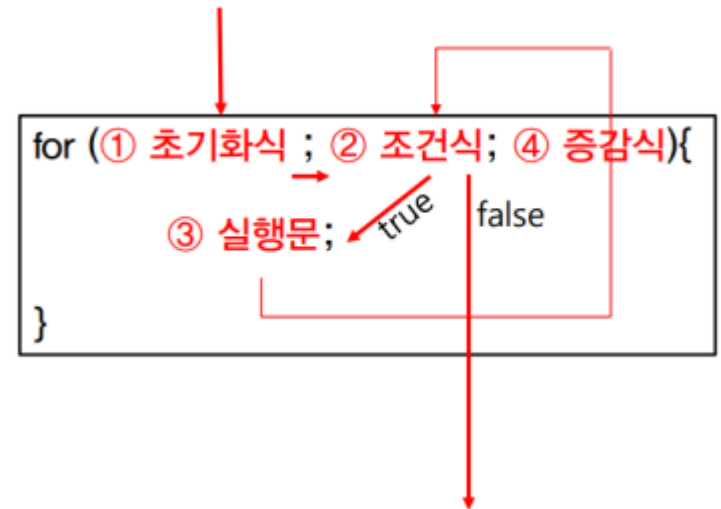 for (① 초기화식 ; ② 조건식; ④ 증감식){
true
false
③ 실행문;
}